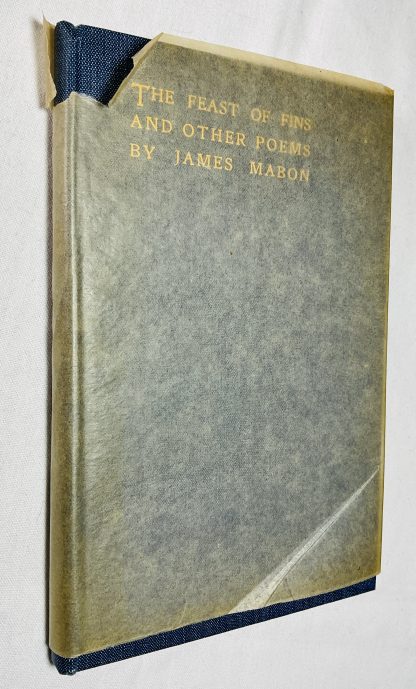 THE FEAST OF FINS
AND OTHER POEMS
BY JAMES MABON